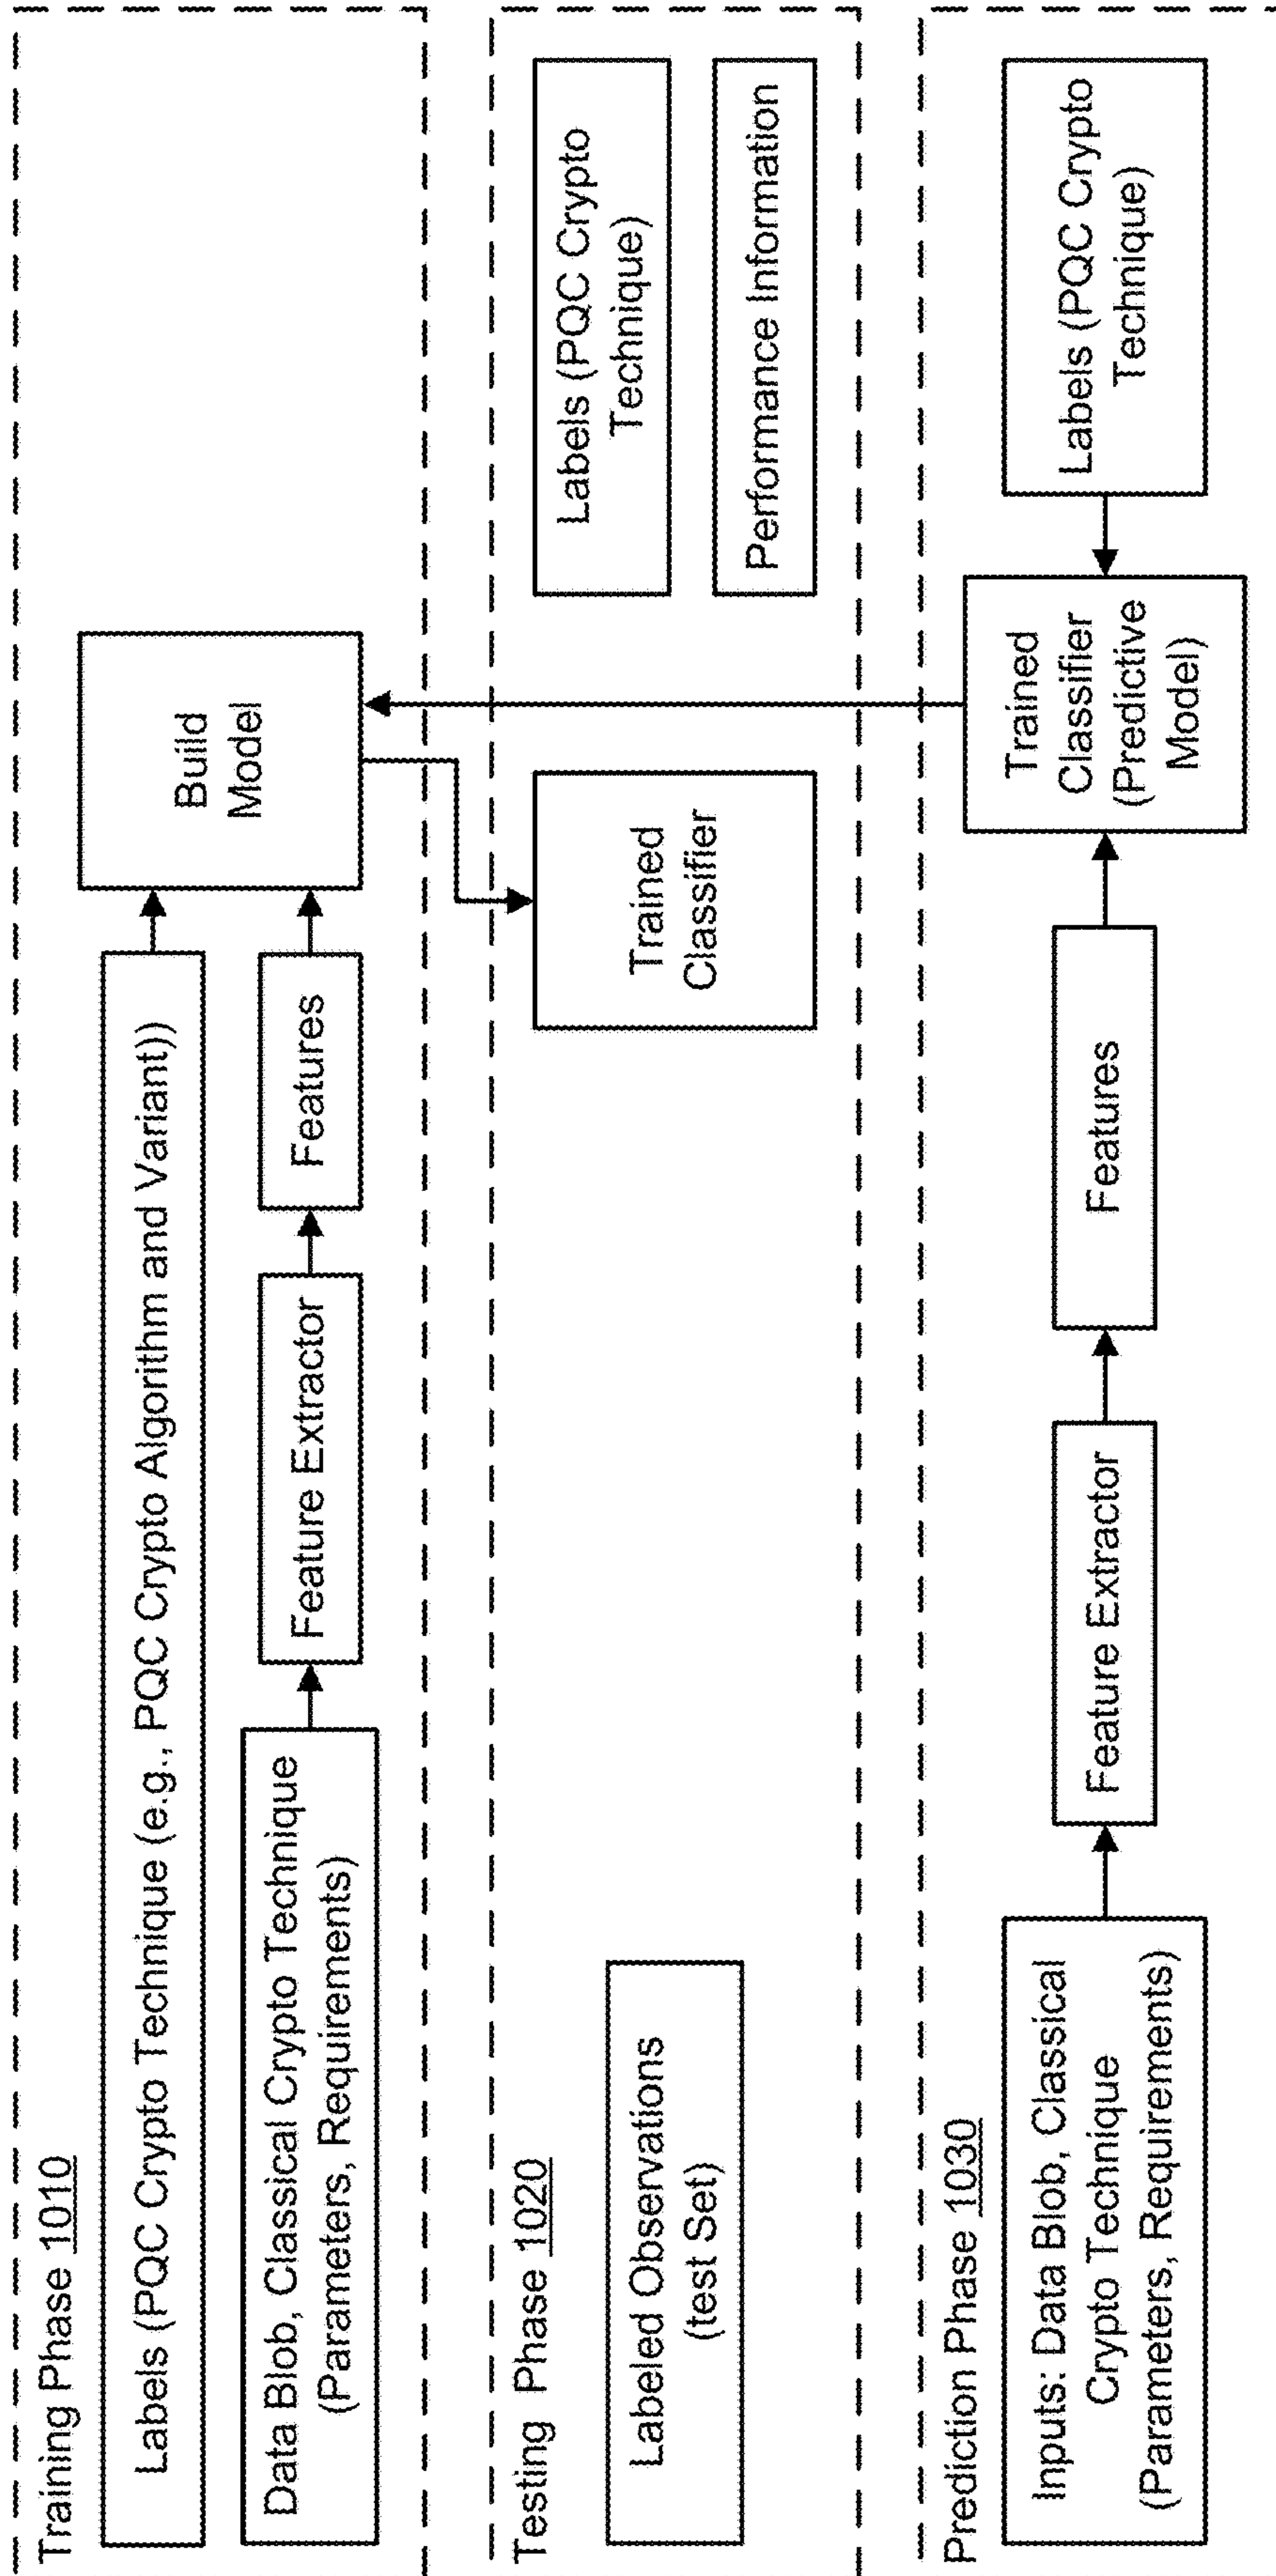 Training Phase 1010
Labels (PQC Crypto Technique (e.g., PQC Crypto Algorithm and Variant))
Data Blob, Classical Crypto Technique
(Parameters, Requirements)
Feature Extractor
Features
Build
Model
Testing Phase 1020
Labeled Observations
(test Set)
Trained
Classifier
Labels (PQC Crypto
Technique)
Performance Information
Prediction Phase 1030
Inputs: Data Blob, Classical
Crypto Technique
(Parameters, Requirements)
Feature Extractor
Features
Trained
Classifier
(Predictive
Model)
Labels (PQC Crypto
Technique)